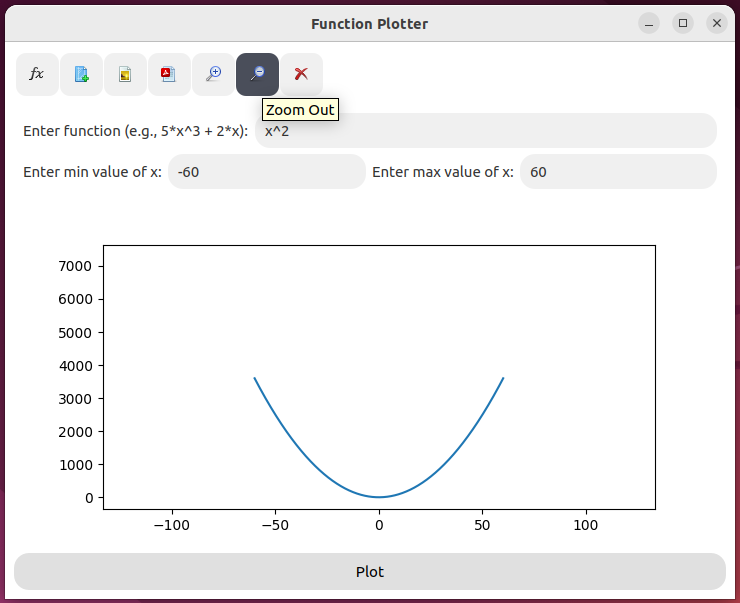 Function Plotter
fx
Zoom Out
Enter function (e.g., 5*x^3 + 2*x): x^2
Enter min value of x: -60 Enter max value of x: 60
7000
6000
5000
4000
3000
2000
1000
0
−100 −50 0 50 100
Plot